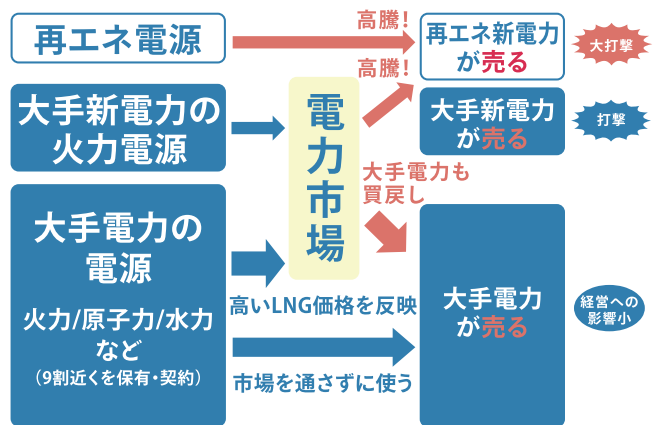 再エネ電源
高騰!
再エネ新電力
が売る
大打撃
高騰!
大手新電力の
火力電源
電力市場
大手新電力
が売る
打撃
大手電力も
買戻し
大手電力の
電源
火力/原子力/水力
など
（9割近くを保有・契約）
高いLNG価格を反映
市場を通さずに使う
大手電力
が売る
経営への
影響小